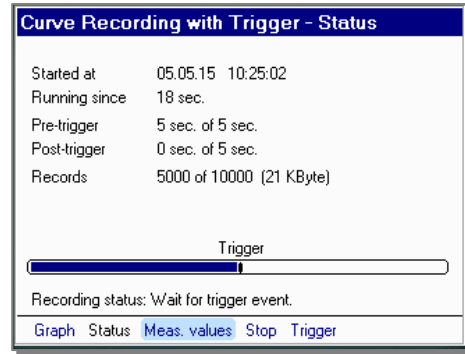 Curve Recording with Trigger - Status
Started at 05.05.15 10:25:02
Running since 18 sec.
Pre-trigger 5 sec. of 5 sec.
Post-trigger 0 sec. of 5 sec.
Records 5000 of 10000 (21 KByte)
Trigger
Recording status: Wait for trigger event.
Graph Status Meas. values Stop Trigger